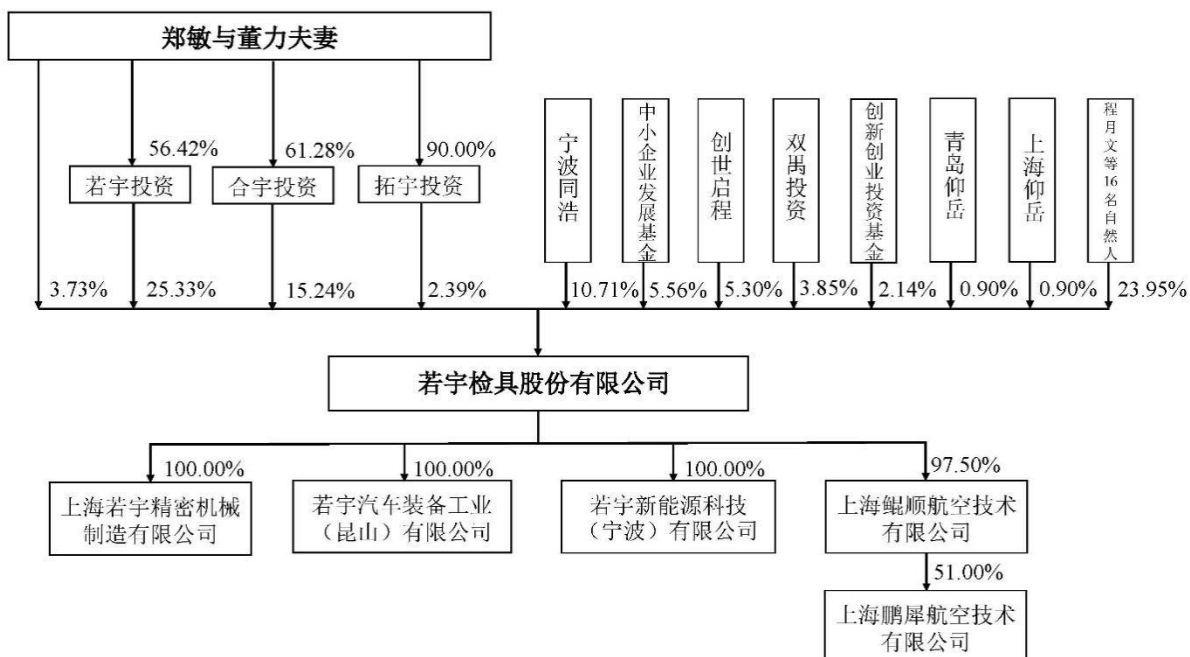 郑敏与董力夫妻
56.42%
61.28%
90.00%
若宇投资
合宇投资
拓宇投资
宁波同浩
中小企业发展基金
创世启程
双禺投资
创新创业投资基金
青岛仰岳
上海仰岳
程月文等16名自然人
3.73%
25.33%
15.24%
2.39%
10.71%
5.56%
5.30%
3.85%
2.14%
0.90%
0.90%
23.95%
若宇检具股份有限公司
100.00%
100.00%
100.00%
97.50%
上海若宇精密机械
制造有限公司
若宇汽车装备工业
（昆山）有限公司
若宇新能源科技
（宁波）有限公司
上海鲲顺航空技术
有限公司
51.00%
上海鹏犀航空技术
有限公司